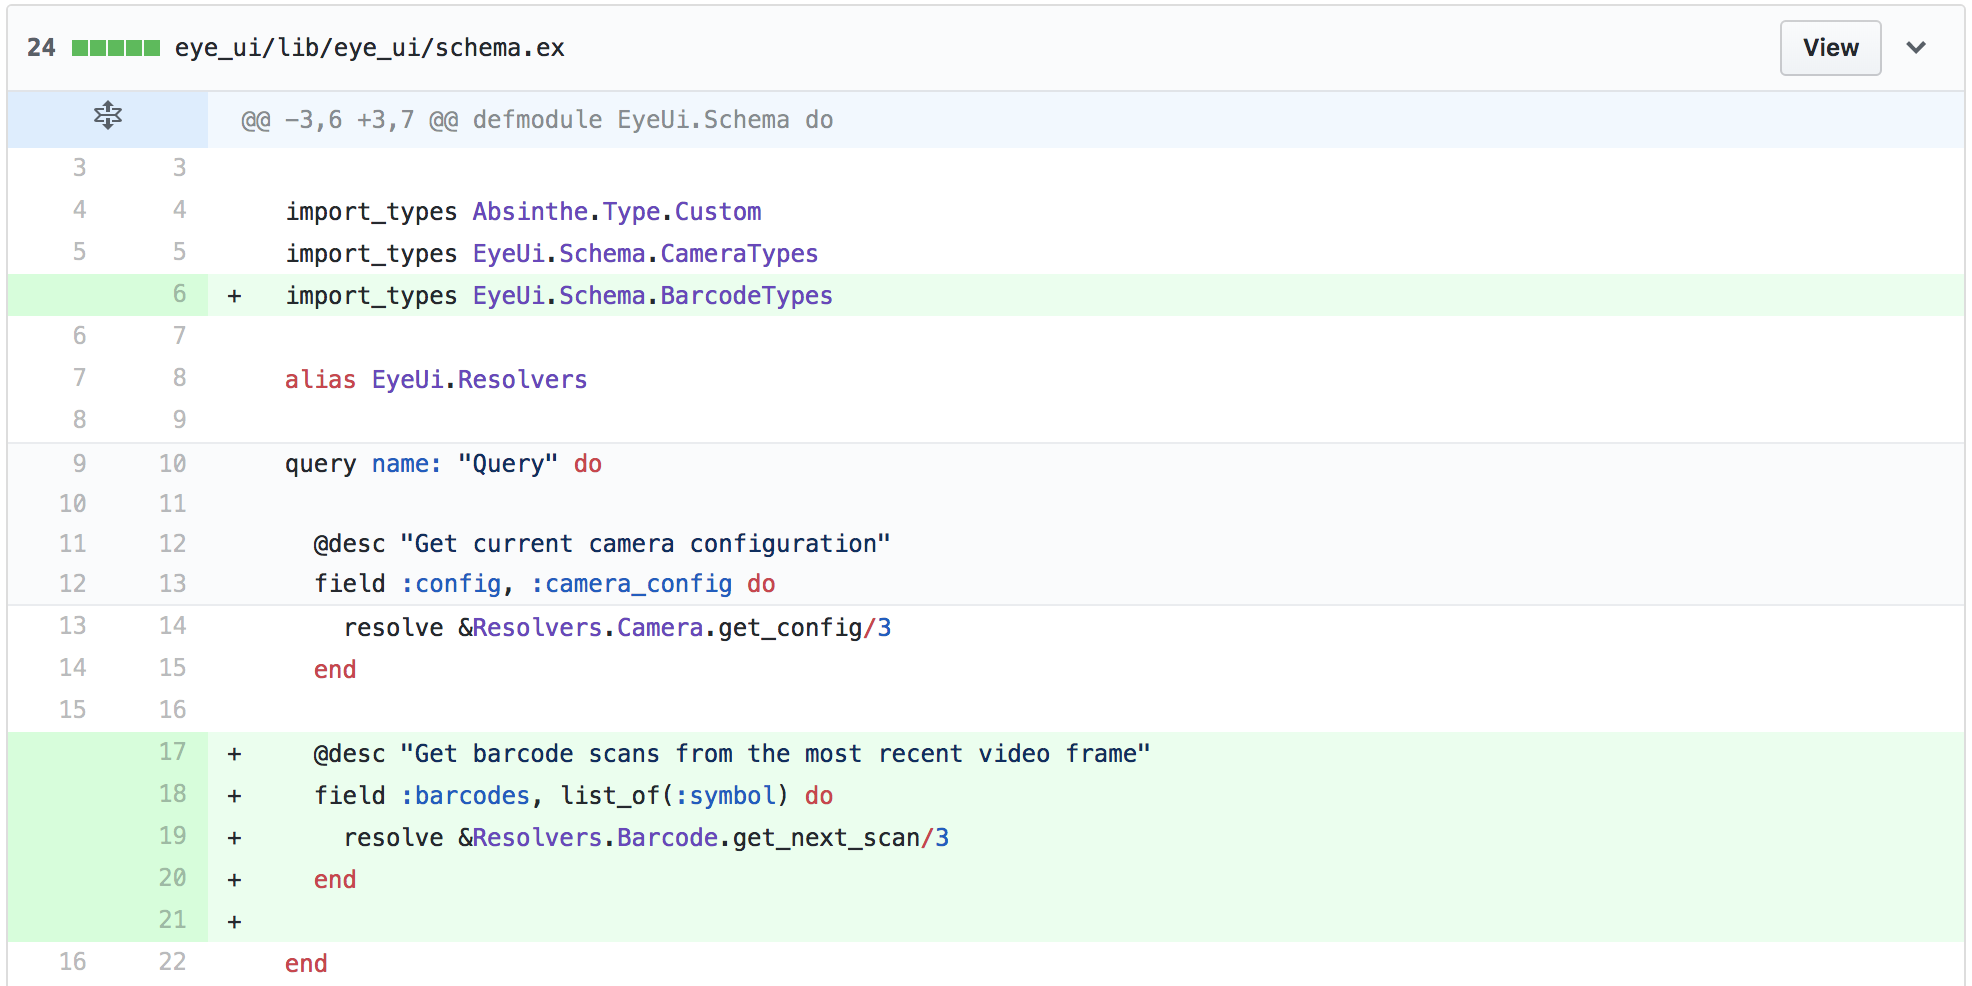 24 eye_ui/lib/eye_ui/schema.ex View
@@ -3,6 +3,7 @@ defmodule EyeUi.Schema do
3 3
4 4 import_types Absinthe.Type.Custom
5 5 import_types EyeUi.Schema.CameraTypes
6 + import_types EyeUi.Schema.BarcodeTypes
6 7
7 8 alias EyeUi.Resolvers
8 9
9 10 query name: "Query" do
10 11
11 12 @desc "Get current camera configuration"
12 13 field :config, :camera_config do
13 14 resolve &Resolvers.Camera.get_config/3
14 15 end
15 16
17 + @desc "Get barcode scans from the most recent video frame"
18 + field :barcodes, list_of(:symbol) do
19 + resolve &Resolvers.Barcode.get_next_scan/3
20 + end
21 +
16 22 end